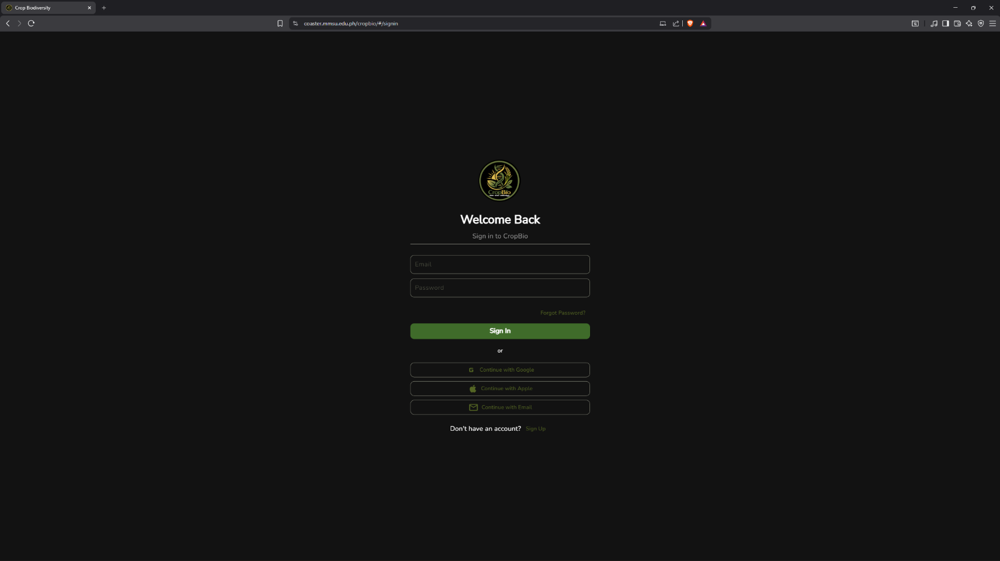 Crop Biodiversity
coaster.mmsu.edu.ph/cropbio/#/signin
CropBio
Welcome Back
Sign in to CropBio
Email
Password
Forgot Password?
Sign In
or
G Continue with Google
Continue with Apple
Continue with Email
Don't have an account? Sign Up